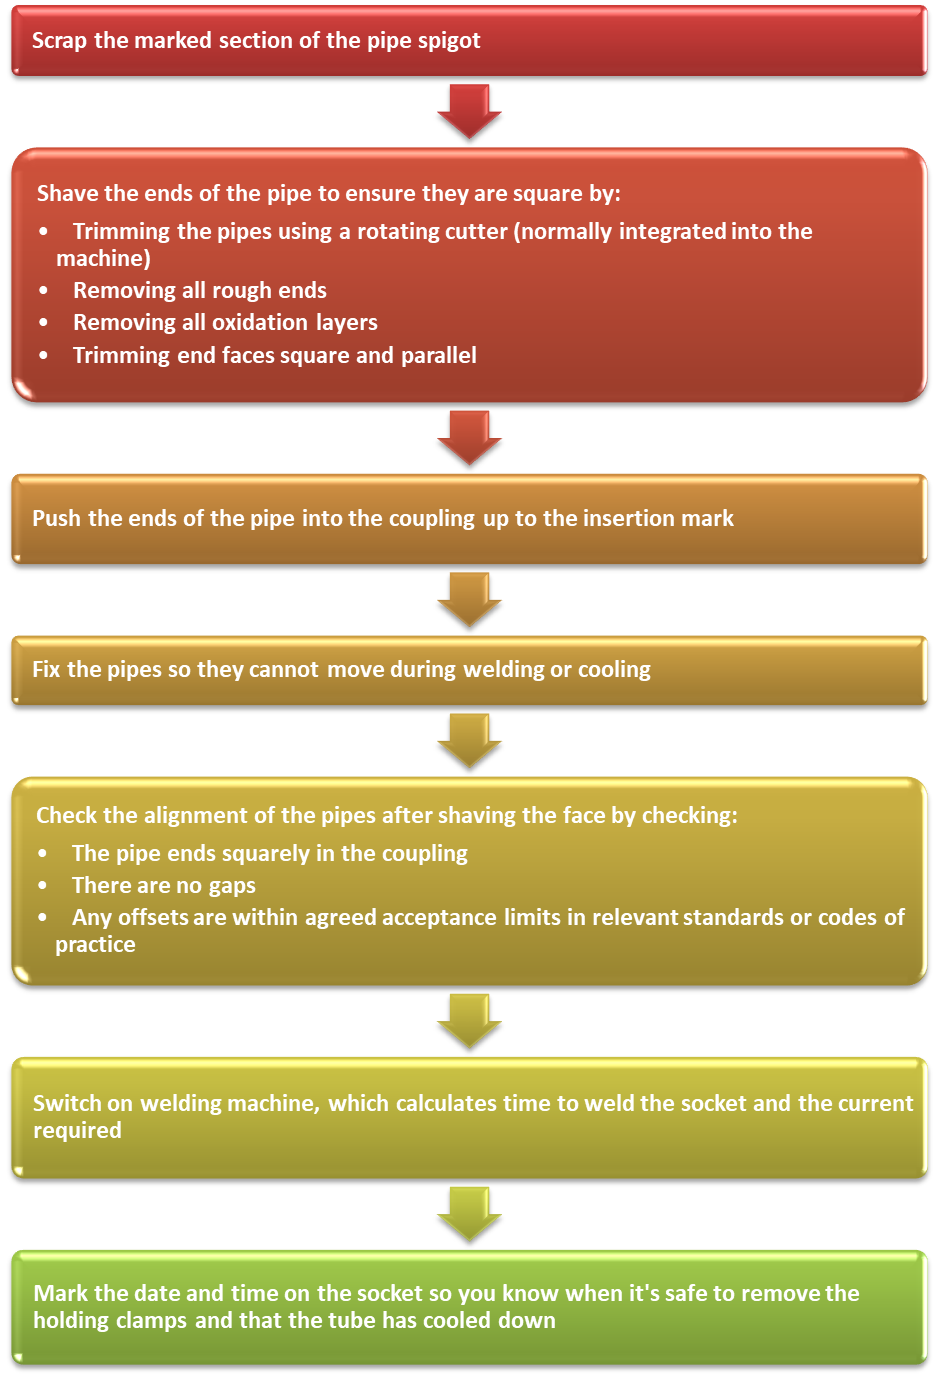 Scrap the marked section of the pipe spigot
Shave the ends of the pipe to ensure they are square by:
• Trimming the pipes using a rotating cutter (normally integrated into the
machine)
• Removing all rough ends
• Removing all oxidation layers
• Trimming end faces square and parallel
Push the ends of the pipe into the coupling up to the insertion mark
Fix the pipes so they cannot move during welding or cooling
Check the alignment of the pipes after shaving the face by checking:
• The pipe ends squarely in the coupling
• There are no gaps
• Any offsets are within agreed acceptance limits in relevant standards or codes of
practice
Switch on welding machine, which calculates time to weld the socket and the current
required
Mark the date and time on the socket so you know when it's safe to remove the
holding clamps and that the tube has cooled down